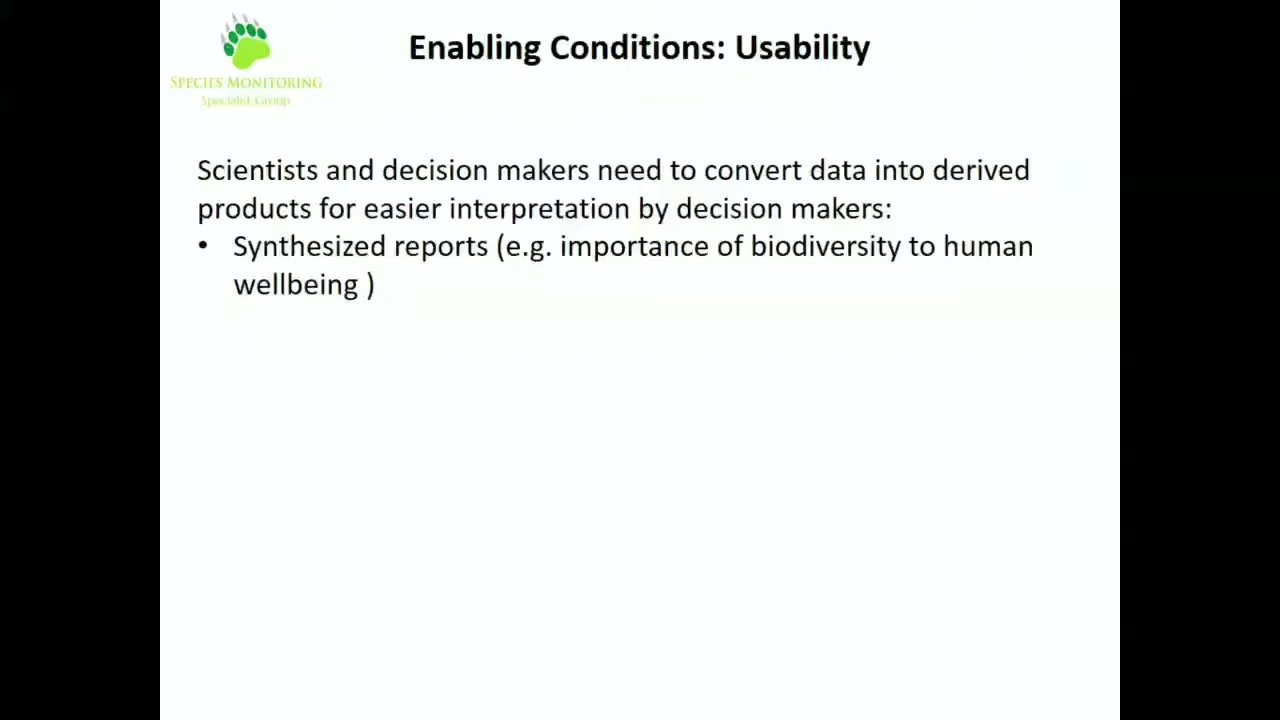 Enabling Conditions: Usability
SPECIES MONITORING
Specialist Group
Scientists and decision makers need to convert data into derived
products for easier interpretation by decision makers:
• Synthesized reports (e.g. importance of biodiversity to human
wellbeing )